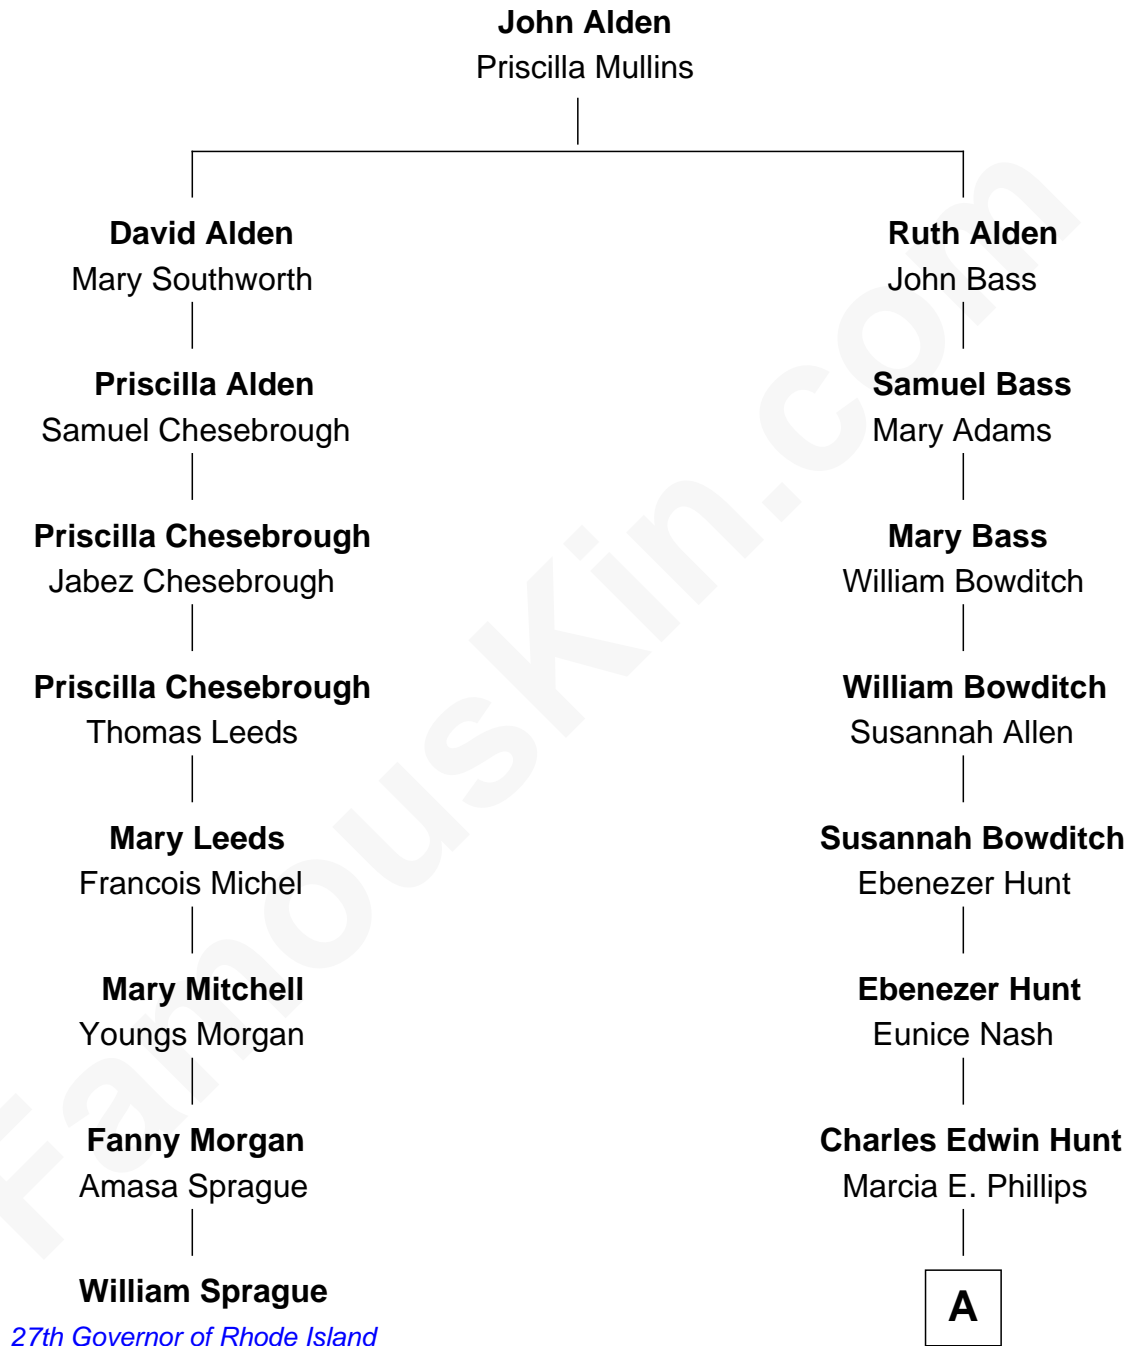 John Alden
Priscilla Mullins
David Alden
Mary Southworth
Ruth Alden
John Bass
Priscilla Alden
Samuel Chesebrough
Samuel Bass
Mary Adams
Priscilla Chesebrough
Jabez Chesebrough
Mary Bass
William Bowditch
Priscilla Chesebrough
Thomas Leeds
William Bowditch
Susannah Allen
Mary Leeds
Francois Michel
Susannah Bowditch
Ebenezer Hunt
Mary Mitchell
Youngs Morgan
Ebenezer Hunt
Eunice Nash
Fanny Morgan
Amasa Sprague
Charles Edwin Hunt
Marcia E. Phillips
William Sprague
27th Governor of Rhode Island
A
FamousKin.com